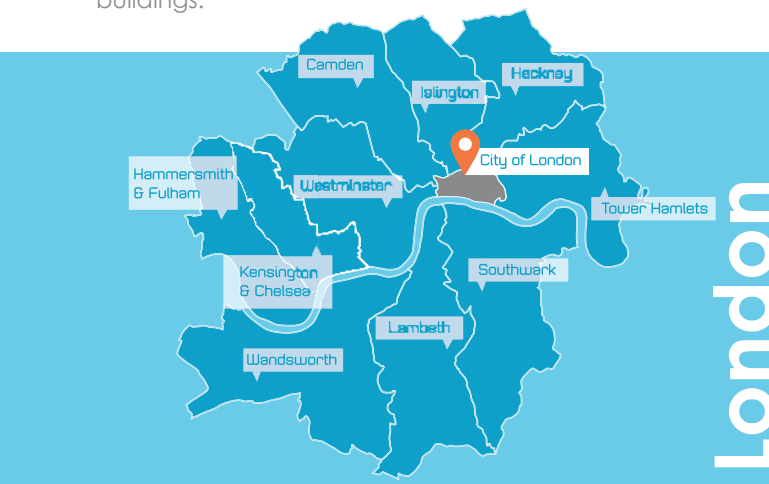 buildings.
Camden
Islington
Hackney
City of London
Hammersmith
& Fulham
Westminster
Tower Hamlets
Kensington
& Chelsea
Southwark
Lambeth
Wandsworth
London